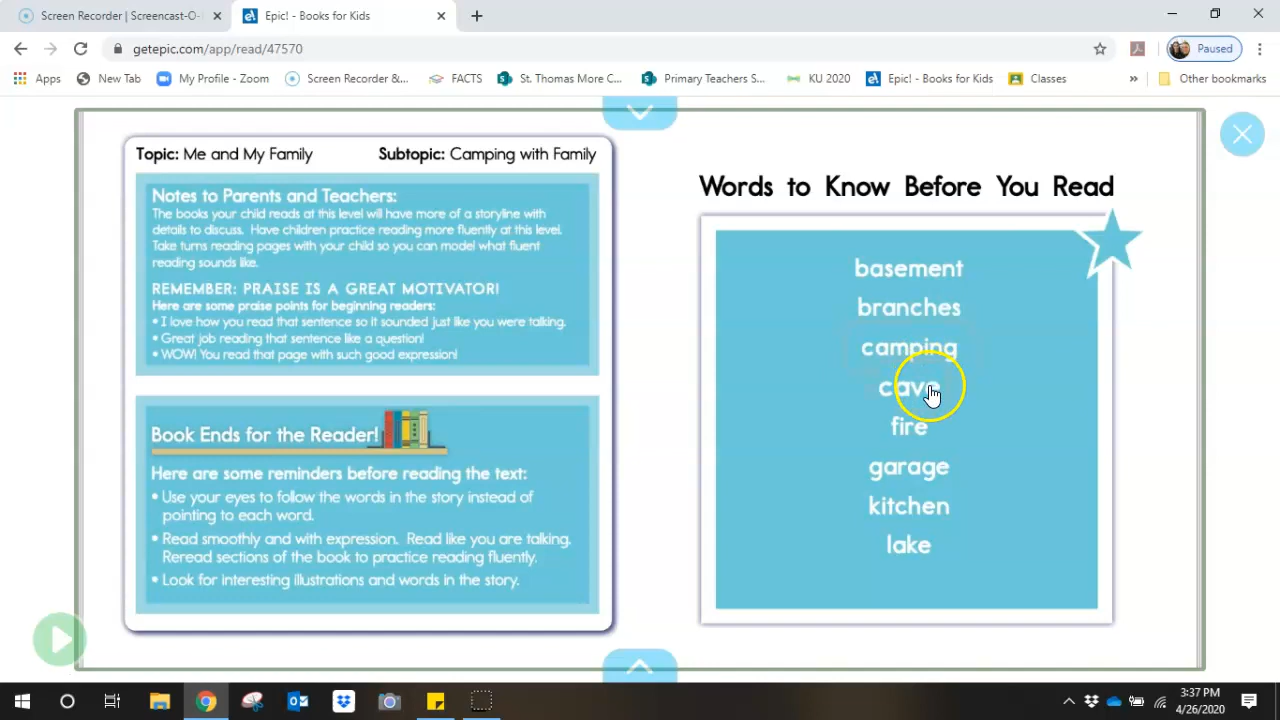 Screen Recorder | Screencast-O-
Epic! - Books for Kids
getepic.com/app/read/47570
Paused
Apps
New Tab
My Profile - Zoom
Screen Recorder &...
FACTS
St. Thomas More C...
Primary Teachers S...
KU 2020
Epic! - Books for Kids
Classes
Other bookmarks
Topic: Me and My Family
Subtopic: Camping with Family
Notes to Parents and Teachers:
The books your child reads at this level will have more of a storyline with
details to discuss. Have children practice reading more fluently at this level.
Take turns reading pages with your child so you can model what fluent
reading sounds like.
REMEMBER: PRAISE IS A GREAT MOTIVATOR!
Here are some praise points for beginning readers:
• I love how you read that sentence so it sounded just like you were talking.
• Great job reading that sentence like a question!
• WOW! You read that page with such good expression!
Book Ends for the Reader!
Here are some reminders before reading the text:
• Use your eyes to follow the words in the story instead of
pointing to each word.
• Read smoothly and with expression. Read like you are talking.
Reread sections of the book to practice reading fluently.
• Look for interesting illustrations and words in the story.
Words to Know Before You Read
basement
branches
camping
cave
fire
garage
kitchen
lake
3:37 PM
4/26/2020